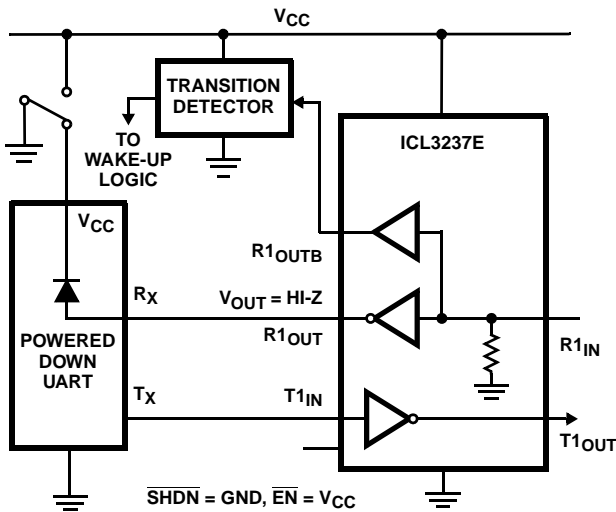 VCC
TRANSITION
DETECTOR
TO
WAKE-UP
LOGIC
ICL3237E
VCC
R1OUTB
RX
VOUT = HI-Z
POWERED
DOWN
UART
R1OUT
R1IN
TX
T1IN
T1OUT
SHDN = GND, EN = VCC